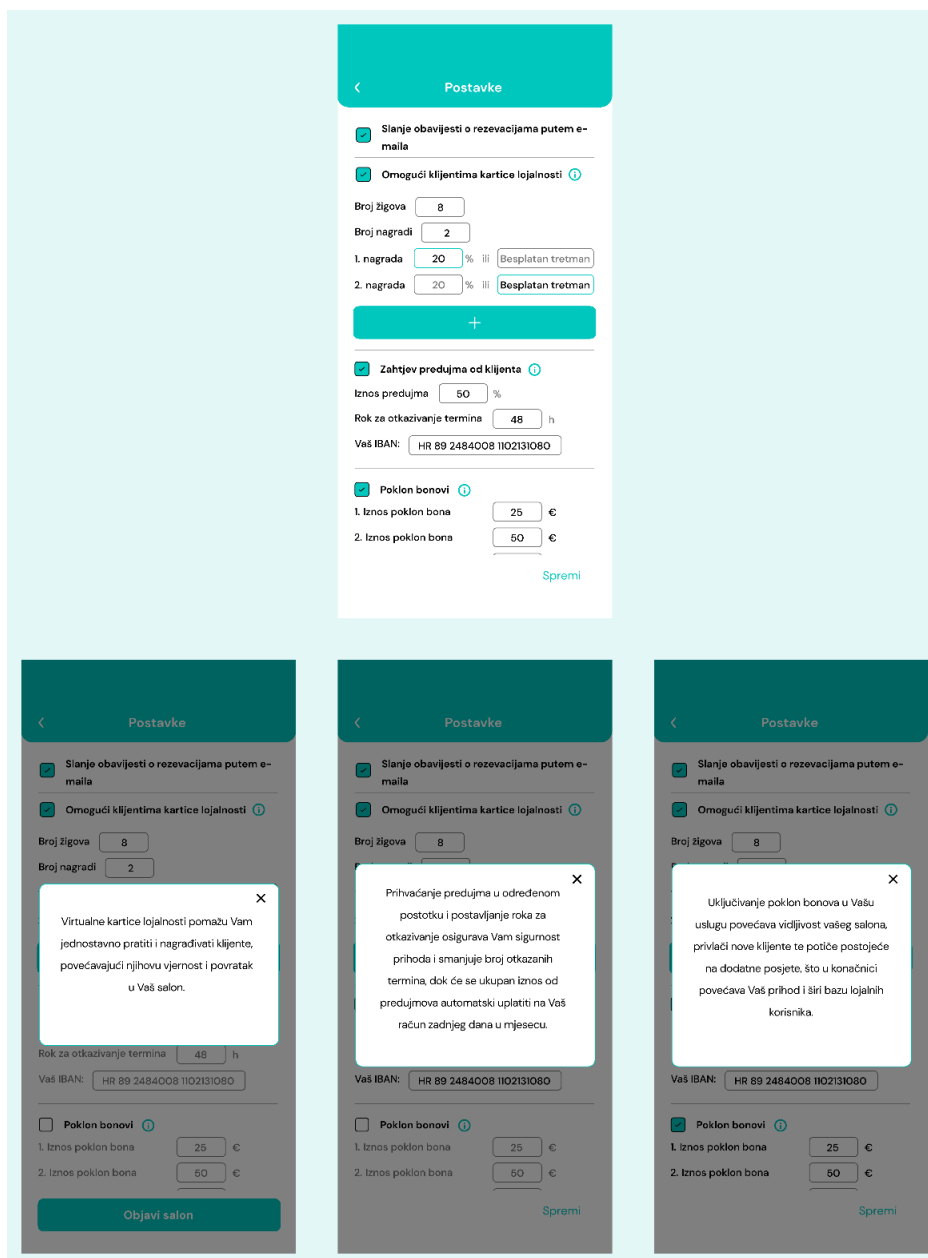 Postavke
Slanje obavijesti o rezevacijama putem e-
maila
Omogući klijentima kartice lojalnosti
Broj žigova 8
Broj nagradi 2
1. nagrada 20 % ili Besplatan tretman
2. nagrada 20 % ili Besplatan tretman
+
Zahtjev predujma od klijenta
Iznos predujma 50 %
Rok za otkazivanje termina 48 h
Vaš IBAN: HR 89 2484008 1102131080
Poklon bonovi
1. Iznos poklon bona 25 €
2. Iznos poklon bona 50 €
Spremi
Postavke
Slanje obavijesti o rezevacijama putem e-
maila
Omogući klijentima kartice lojalnosti
Broj žigova 8
Broj nagradi 2
Virtualne kartice lojalnosti pomažu Vam
jednostavno pratiti i nagrađivati klijente,
povećavajući njihovu vjernost i povratak
u Vaš salon.
Rok za otkazivanje termina 48 h
Vaš IBAN: HR 89 2484008 1102131080
Poklon bonovi
1. Iznos poklon bona 25 €
2. Iznos poklon bona 50 €
Objavi salon
Postavke
Slanje obavijesti o rezevacijama putem e-
maila
Omogući klijentima kartice lojalnosti
Broj žigova 8
Prihvaćanje predujma u određenom
postotku i postavljanje roka za
otkazivanje osigurava Vam sigurnost
prihoda i smanjuje broj otkazanih
termina, dok će se ukupan iznos od
predujmova automatski uplatiti na Vaš
račun zadnjeg dana u mjesecu.
Vaš IBAN: HR 89 2484008 1102131080
Poklon bonovi
1. Iznos poklon bona 25 €
2. Iznos poklon bona 50 €
Spremi
Postavke
Slanje obavijesti o rezevacijama putem e-
maila
Omogući klijentima kartice lojalnosti
Broj žigova 8
Uključivanje poklon bonova u Vašu
uslugu povećava vidljivost vašeg salona,
privlači nove klijente te potiče postojeće
na dodatne posjete, što u konačnici
povećava Vaš prihod i širi bazu lojalnih
korisnika.
Vaš IBAN: HR 89 2484008 1102131080
Poklon bonovi
1. Iznos poklon bona 25 €
2. Iznos poklon bona 50 €
Spremi